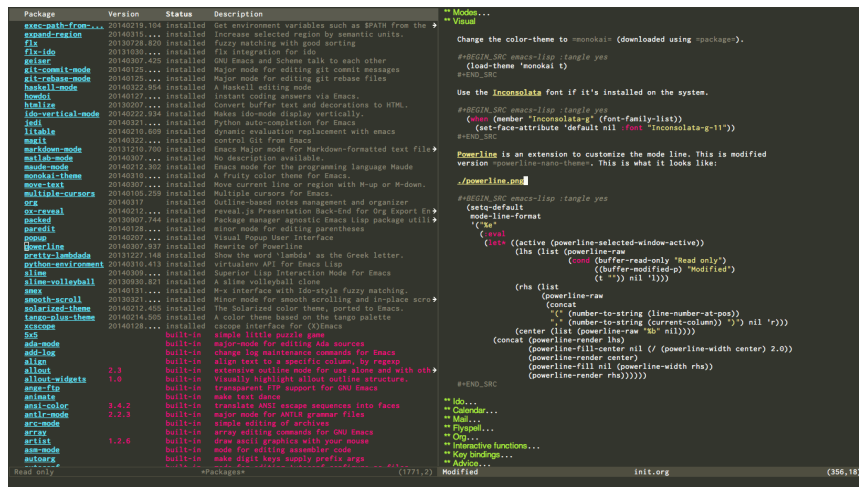 Package Version Status Description
exec-path-from-... 20140219.104 installed Get environment variables such as $PATH from the
expand-region 20140315.... installed Increase selected region by semantic units.
flx 20130728.820 installed fuzzy matching with good sorting
flx-ido 20131030.... installed flx integration for ido
geiser 20140307.425 installed GNU Emacs and Scheme talk to each other
git-commit-mode 20140125.... installed Major mode for editing git commit messages
git-rebase-mode 20140125.... installed Major mode for editing git rebase files
haskell-mode 20140322.954 installed A Haskell editing mode
howdoi 20140127.... installed instant coding answers via Emacs.
htmlize 20130207.... installed Convert buffer text and decorations to HTML.
ido-vertical-mode 20140222.934 installed Makes ido-mode display vertically.
jedi 20140321.... installed Python auto-completion for Emacs
litable 20140210.609 installed dynamic evaluation replacement with emacs
magit 20140322.... installed control Git from Emacs
markdown-mode 20131210.700 installed Emacs Major mode for Markdown-formatted text file
matlab-mode 20140307.... installed No description available.
maude-mode 20140212.302 installed Emacs mode for the programming language Maude
monokai-theme 20140310.... installed A fruity color theme for Emacs.
move-text 20140307.... installed Move current line or region with M-up or M-down.
multiple-cursors 20140105.259 installed Multiple cursors for Emacs.
org 20140317 installed Outline-based notes management and organizer
ox-reveal 20140212.... installed reveal.js Presentation Back-End for Org Export En
packed 20130907.744 installed Package manager agnostic Emacs Lisp package utili
paredit 20140128.... installed minor mode for editing parentheses
popup 20140207.... installed Visual Popup User Interface
powerline 20140307.937 installed Rewrite of Powerline
pretty-lambdada 20131227.148 installed Show the word `lambda' as the Greek letter.
python-environment 20140310.413 installed virtualenv API for Emacs Lisp
slime 20140309.... installed Superior Lisp Interaction Mode for Emacs
slime-volleyball 20130930.821 installed A slime volleyball clone
smex 20140131.... installed M-x interface with Ido-style fuzzy matching.
smooth-scroll 20130321.... installed Minor mode for smooth scrolling and in-place scro
solarized-theme 20140212.455 installed The Solarized color theme, ported to Emacs.
tango-plus-theme 20140214.505 installed A color theme based on the tango palette
xcscope 20140128.... installed cscope interface for (X)Emacs
5x5 built-in simple little puzzle game
ada-mode built-in major-mode for editing Ada sources
add-log built-in change log maintenance commands for Emacs
align built-in align text to a specific column, by regexp
allout 2.3 built-in extensive outline mode for use alone and with oth
allout-widgets 1.0 built-in Visually highlight allout outline structure.
ange-ftp built-in transparent FTP support for GNU Emacs
animate built-in make text dance
ansi-color 3.4.2 built-in translate ANSI escape sequences into faces
antlr-mode 2.2.3 built-in major mode for ANTLR grammar files
arc-mode built-in simple editing of archives
array built-in array editing commands for GNU Emacs
artist 1.2.6 built-in draw ascii graphics with your mouse
asm-mode built-in mode for editing assembler code
autoarg built-in make digit keys supply prefix args
Read only *Packages* (1771,2)
** Modes...
** Visual
Change the color-theme to =monokai= (downloaded using =package=).
#+BEGIN_SRC emacs-lisp :tangle yes
(load-theme 'monokai t)
#+END_SRC
Use the Inconsolata font if it's installed on the system.
#+BEGIN_SRC emacs-lisp :tangle yes
(when (member "Inconsolata-g" (font-family-list))
(set-face-attribute 'default nil :font "Inconsolata-g-11"))
#+END_SRC
Powerline is an extension to customize the mode line. This is modified
version =powerline-nano-theme=. This is what it looks like:
./powerline.png
#+BEGIN_SRC emacs-lisp :tangle yes
(setq-default
mode-line-format
'("%e"
(:eval
(let* ((active (powerline-selected-window-active))
(lhs (list (powerline-raw
(cond (buffer-read-only "Read only")
((buffer-modified-p) "Modified")
(t "")) nil 'l)))
(rhs (list
(powerline-raw
(concat
"(" (number-to-string (line-number-at-pos))
"," (number-to-string (current-column)) ")") nil 'r)))
(center (list (powerline-raw "%b" nil))))
(concat (powerline-render lhs)
(powerline-fill-center nil (/ (powerline-width center) 2.0))
(powerline-render center)
(powerline-fill nil (powerline-width rhs))
(powerline-render rhs))))))
#+END_SRC
** Ido...
** Calendar...
** Mail...
** Flyspell...
** Org...
** Interactive functions...
** Key bindings...
** Advice...
Modified init.org (356,18)